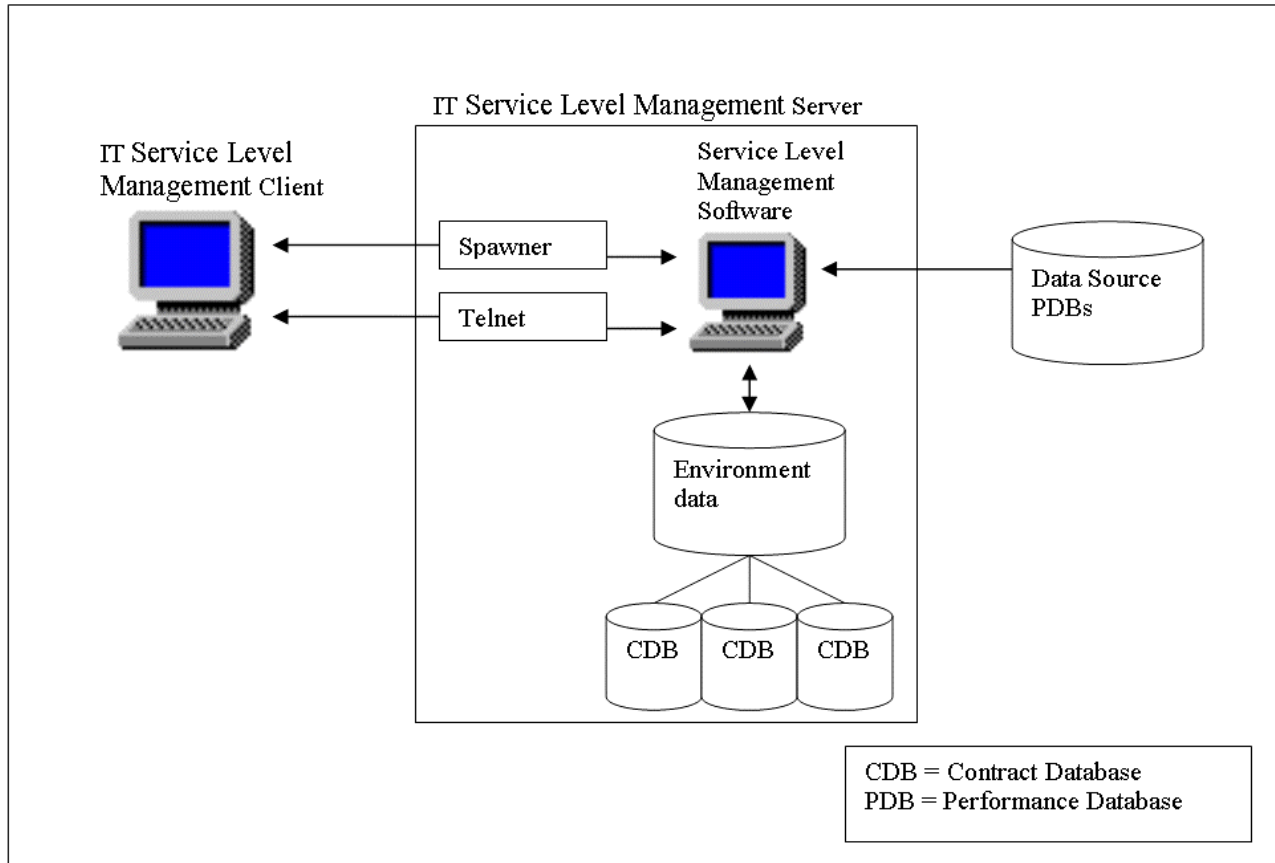 IT Service Level Management Server
IT Service Level
Management Client
Service Level
Management
Software
Spawner
Telnet
Data Source
PDBs
Environment
data
CDB
CDB
CDB
CDB = Contract Database
PDB = Performance Database